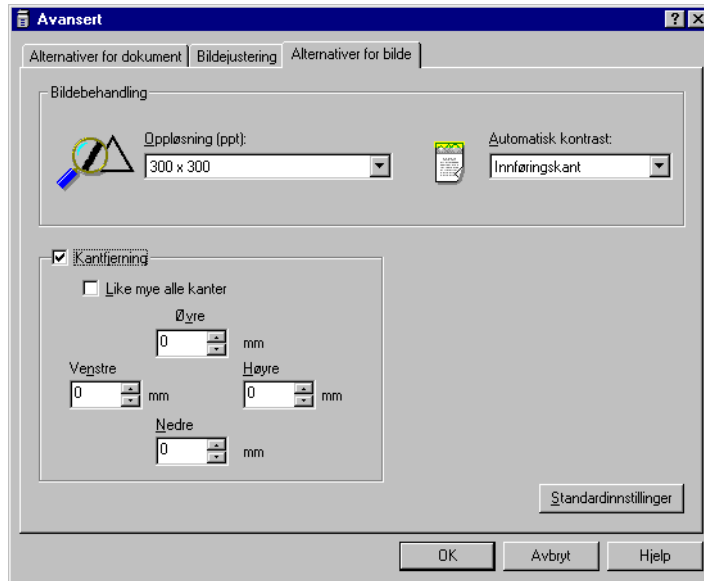 Avansert
Alternativer for dokument Bildejustering Alternativer for bilde
Bildebehandling
Oppløsning (ppt): Automatisk kontrast:
300 x 300 Innføringskant
Kantfjerning
Like mye alle kanter
Øvre
0 mm
Venstre Høyre
0 mm 0 mm
Nedre
0 mm
Standardinnstillinger
OK Avbryt Hjelp